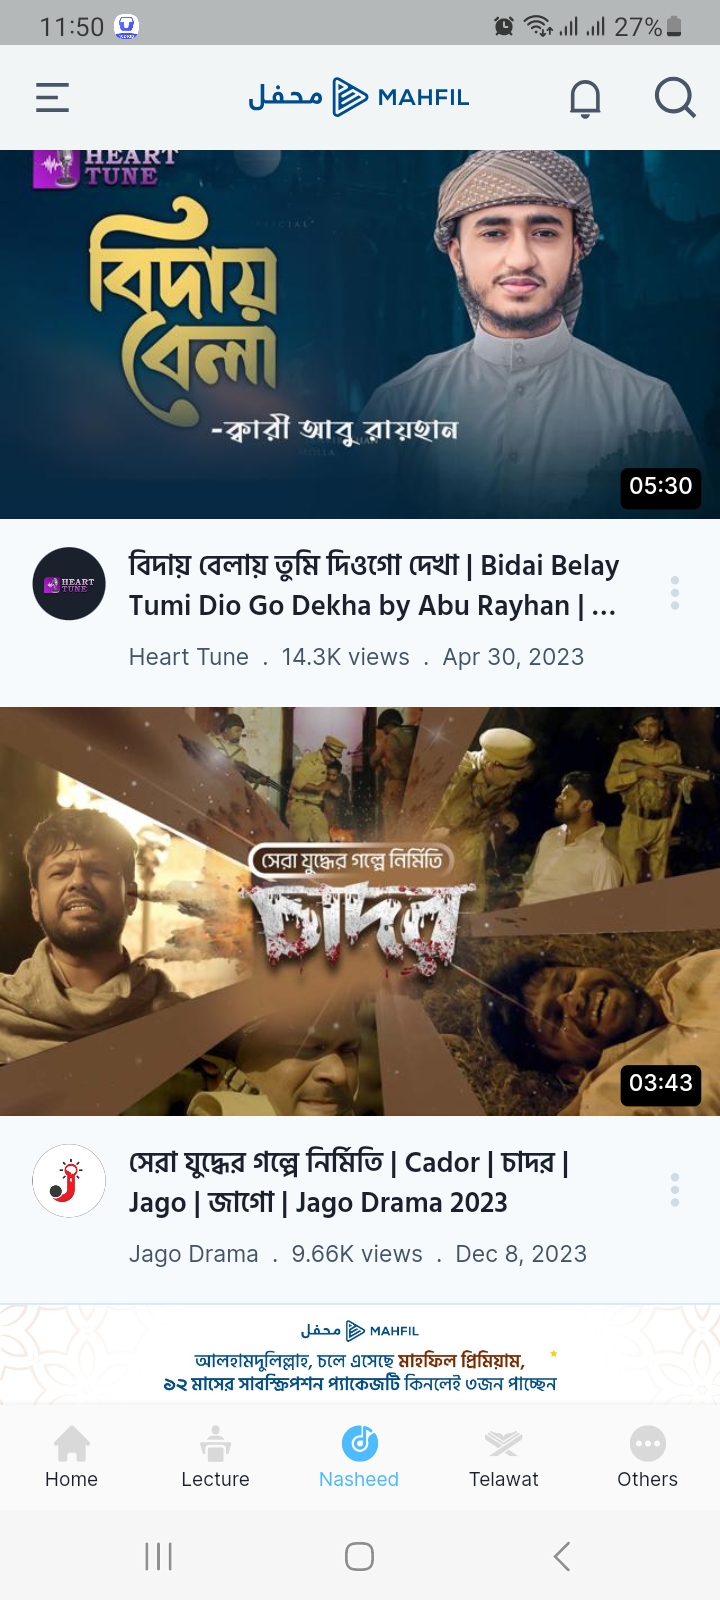 11:50
27%
محفل MAHFIL
HEART
TUNE
বিদায়
বেলা
-ক্বারী আবু রায়হান
05:30
HEART
TUNE
বিদায় বেলায় তুমি দিওগো দেখা | Bidai Belay
Tumi Dio Go Dekha by Abu Rayhan | ...
Heart Tune . 14.3K views . Apr 30, 2023
সেরা যুদ্ধের গল্পে নির্মিতি
চাদর
03:43
সেরা যুদ্ধের গল্পে নির্মিতি | Cador | চাদর |
Jago | জাগো | Jago Drama 2023
Jago Drama . 9.66K views . Dec 8, 2023
محفل MAHFIL
আলহামদুলিল্লাহ, চলে এসেছে মাহফিল প্রিমিয়াম,
১২ মাসের সাবস্ক্রিপশন প্যাকেজটি কিনলেই ৩জন পাচ্ছেন
Home Lecture Nasheed Telawat Others